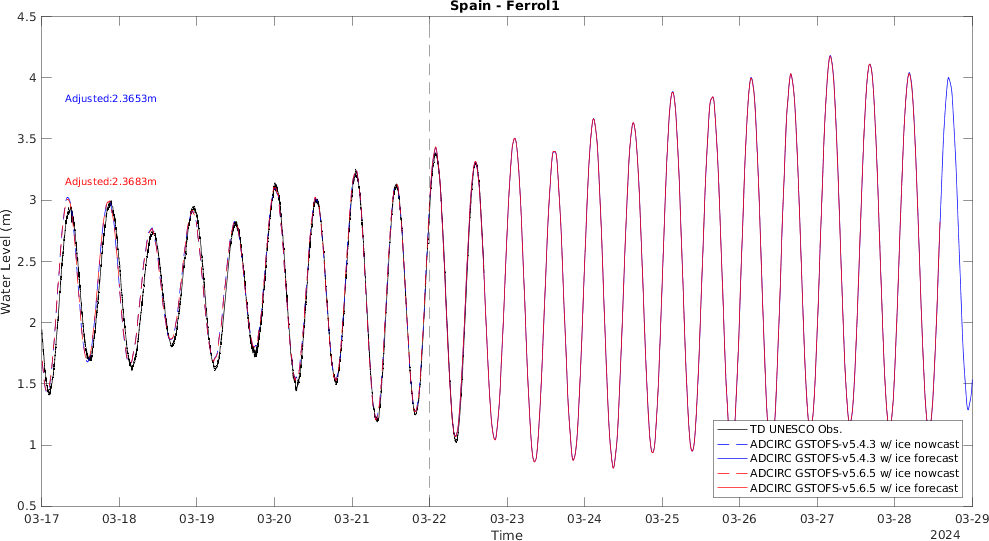 Spain - Ferrol1
4.5
4
3.5
3
2.5
2
1.5
1
0.5
Water Level (m)
Adjusted:2.3653m
Adjusted:2.3683m
TD UNESCO Obs.
ADCIRC GSTOFS-v5.4.3 w/ ice nowcast
ADCIRC GSTOFS-v5.4.3 w/ ice forecast
ADCIRC GSTOFS-v5.6.5 w/ ice nowcast
ADCIRC GSTOFS-v5.6.5 w/ ice forecast
03-17 03-18 03-19 03-20 03-21 03-22 03-23 03-24 03-25 03-26 03-27 03-28 03-29
Time
2024